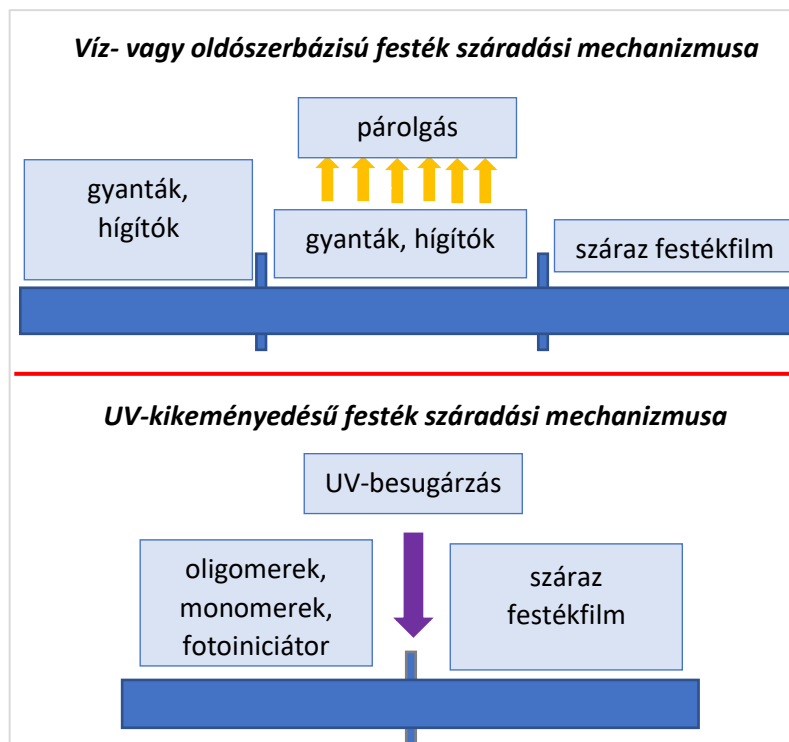 Víz- vagy oldószerbázisú festék száradási mechanizmusa
párolgás
gyanták,
hígítók
gyanták, hígítók
száraz festékfilm
UV-kikeményedésű festék száradási mechanizmusa
UV-besugárzás
oligomerek,
monomerek,
fotoiniciátor
száraz
festékfilm